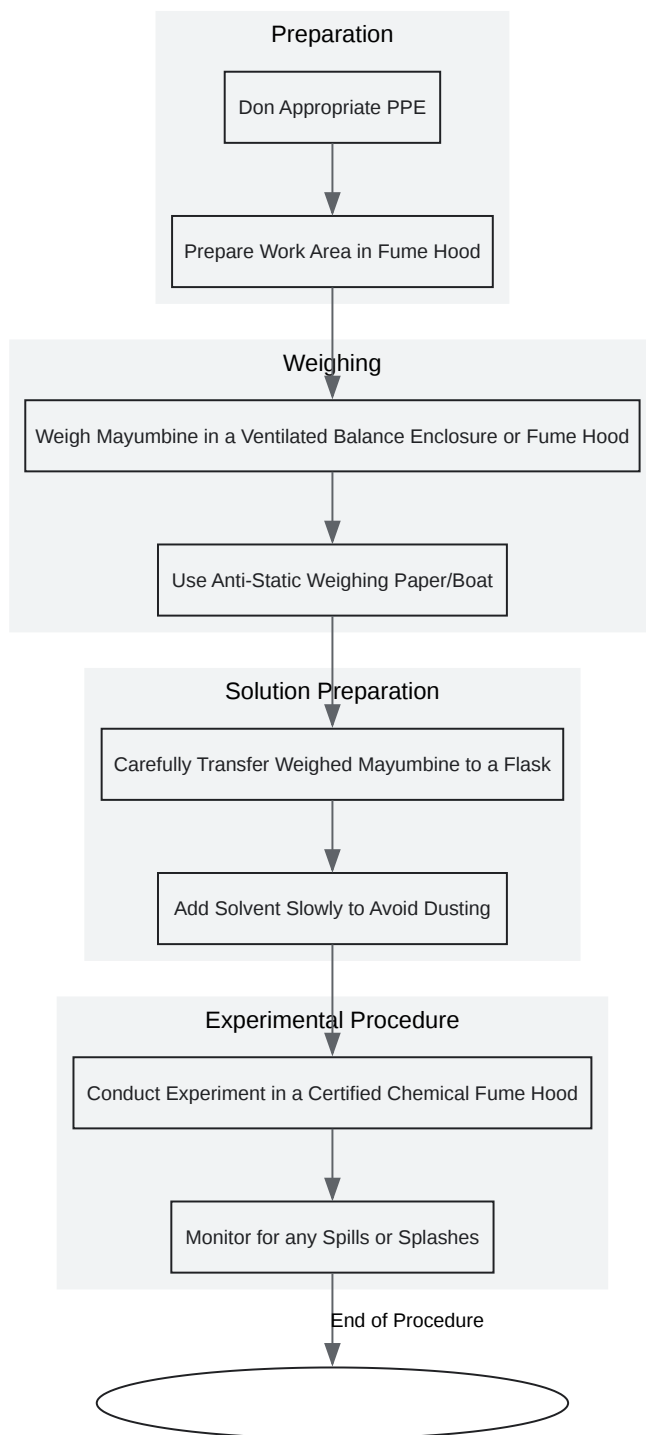 Preparation
Don Appropriate PPE
Prepare Work Area in Fume Hood
Weighing
Weigh Mayumbine in a Ventilated Balance Enclosure or Fume Hood
Use Anti-Static Weighing Paper/Boat
Solution Preparation
Carefully Transfer Weighed Mayumbine to a Flask
Add Solvent Slowly to Avoid Dusting
Experimental Procedure
Conduct Experiment in a Certified Chemical Fume Hood
Monitor for any Spills or Splashes
End of Procedure